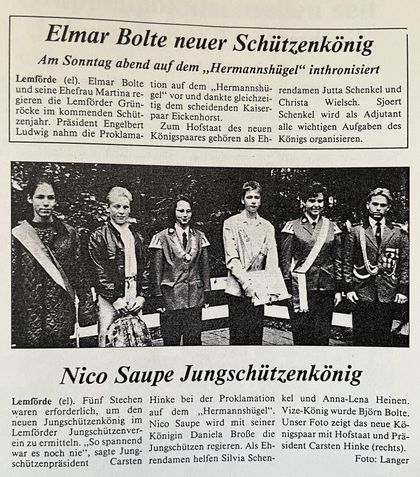 Elmar Bolte neuer Schützenkönig
Am Sonntag abend auf dem „Hermannshügel" inthronisiert
Lemförde (el). Elmar Bolte
und seine Ehefrau Martina re-
gieren die Lemförder Grün-
röcke im kommenden Schüt-
zenjahr. Präsident Engelbert
Ludwig nahm die Proklama-
tion auf dem „Hermannshü-
gel" vor und dankte gleichzei-
tig dem scheidenden Kaiser-
paar Eickenhorst.
Zum Hofstaat des neuen
Königspaares gehören als Eh-
rendamen Jutta Schenkel und
Christa Wielsch. Sjoert
Schenkel wird als Adjutant
alle wichtigen Aufgaben des
Königs organisieren.
Nico Saupe Jungschützenkönig
Lemförde (el). Fünf Stechen
waren erforderlich, um den
neuen Jungschützenkönig im
Lemförder Jungschützenver-
ein zu ermitteln. „So spannend
war es noch nie", sagte Jung-
schützenpräsident Carsten
Hinke bei der Proklamation
auf dem „Hermannshügel".
Nico Saupe wird mit seiner
Königin Daniela Broße die
Jungschützen regieren. Als Eh-
rendamen helfen Silvia Schen-
kel und Anna-Lena Heinen.
Vize-König wurde Björn Bolte.
Unser Foto zeigt das neue Kö-
nigspaar mit Hofstaat und Prä-
sident Carsten Hinke (rechts).
Foto: Langer